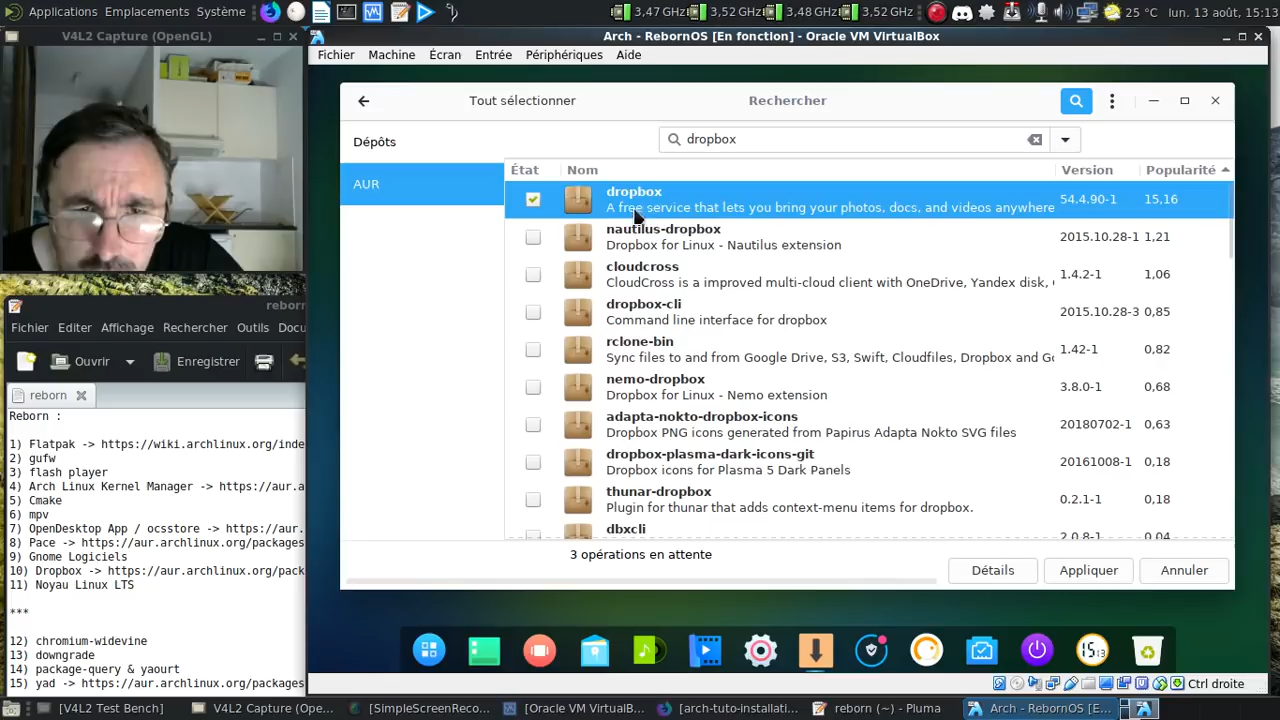 Applications Emplacements Système
3,47 GHz 3,52 GHz 3,48 GHz 3,52 GHz
25 °C lun. 13 août, 15:13
V4L2 Capture (OpenGL)
Arch - RebornOS [En fonction] - Oracle VM VirtualBox
Fichier Machine Écran Entrée Périphériques Aide
Tout sélectionner
Rechercher
Dépôts
dropbox
AUR
État Nom Version Popularité
dropbox
A free service that lets you bring your photos, docs, and videos anywhere
54.4.90-1 15,16
nautilus-dropbox
Dropbox for Linux - Nautilus extension
2015.10.28-1 1,21
cloudcross
CloudCross is a improved multi-cloud client with OneDrive, Yandex disk,
1.4.2-1 1,06
dropbox-cli
Command line interface for dropbox
2015.10.28-3 0,85
rclone-bin
Sync files to and from Google Drive, S3, Swift, Cloudfiles, Dropbox and Go
1.42-1 0,82
nemo-dropbox
Dropbox for Linux - Nemo extension
3.8.0-1 0,68
adapta-nokto-dropbox-icons
Dropbox PNG icons generated from Papirus Adapta Nokto SVG files
20180702-1 0,63
dropbox-plasma-dark-icons-git
Dropbox icons for Plasma 5 Dark Panels
20161008-1 0,18
thunar-dropbox
Plugin for thunar that adds context-menu items for dropbox.
0.2.1-1 0,18
dbxcli
2.0.8-1 0,04
3 opérations en attente
Détails Appliquer Annuler
15 13
Ctrl droite
reborn
Fichier Editer Affichage Rechercher Outils Docu
Ouvrir Enregistrer
reborn
Reborn :
1) Flatpak -> https://wiki.archlinux.org/inde
2) gufw
3) flash player
4) Arch Linux Kernel Manager -> https://aur.a
5) Cmake
6) mpv
7) OpenDesktop App / ocsstore -> https://aur.
8) Pace -> https://aur.archlinux.org/packages
9) Gnome Logiciels
10) Dropbox -> https://aur.archlinux.org/pack
11) Noyau Linux LTS
***
12) chromium-widevine
13) downgrade
14) package-query & yaourt
15) yad -> https://aur.archlinux.org/packages
[V4L2 Test Bench] V4L2 Capture (Ope... [SimpleScreenReco... [Oracle VM VirtualB... [arch-tuto-installati... reborn (~) - Pluma Arch - RebornOS [E...